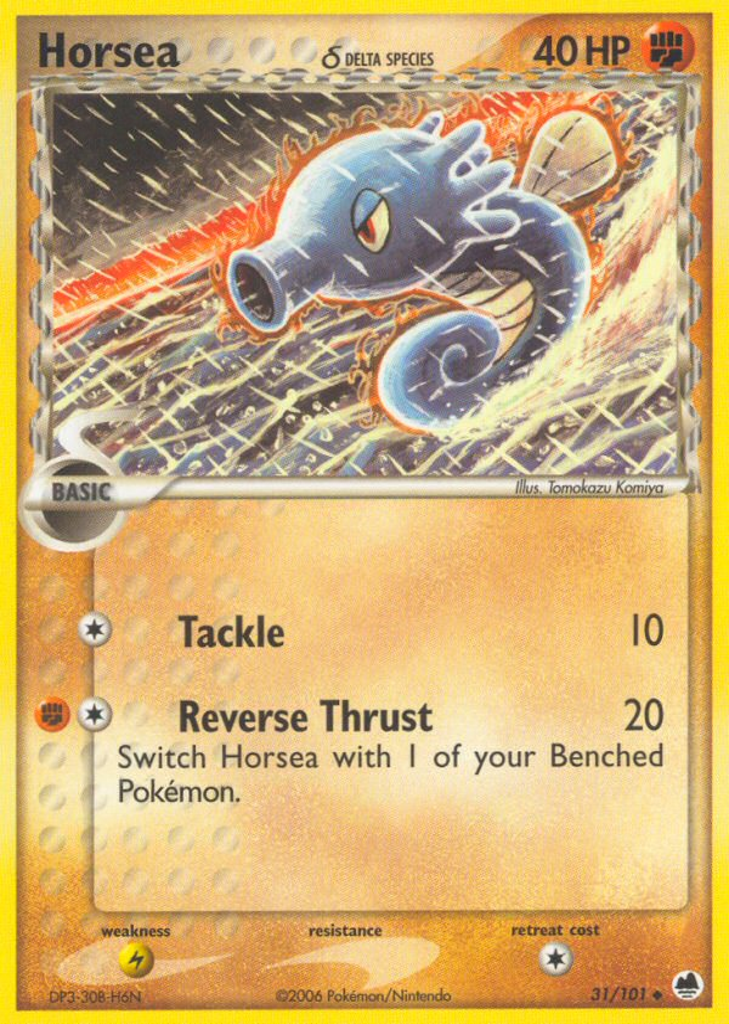 Horsea δ DELTA SPECIES 40 HP
BASIC
Illus. Tomokazu Komiya
Tackle 10
Reverse Thrust 20
Switch Horsea with 1 of your Benched
Pokémon.
weakness resistance retreat cost
DP3-308-H6N ©2006 Pokémon/Nintendo 31/101 ◆